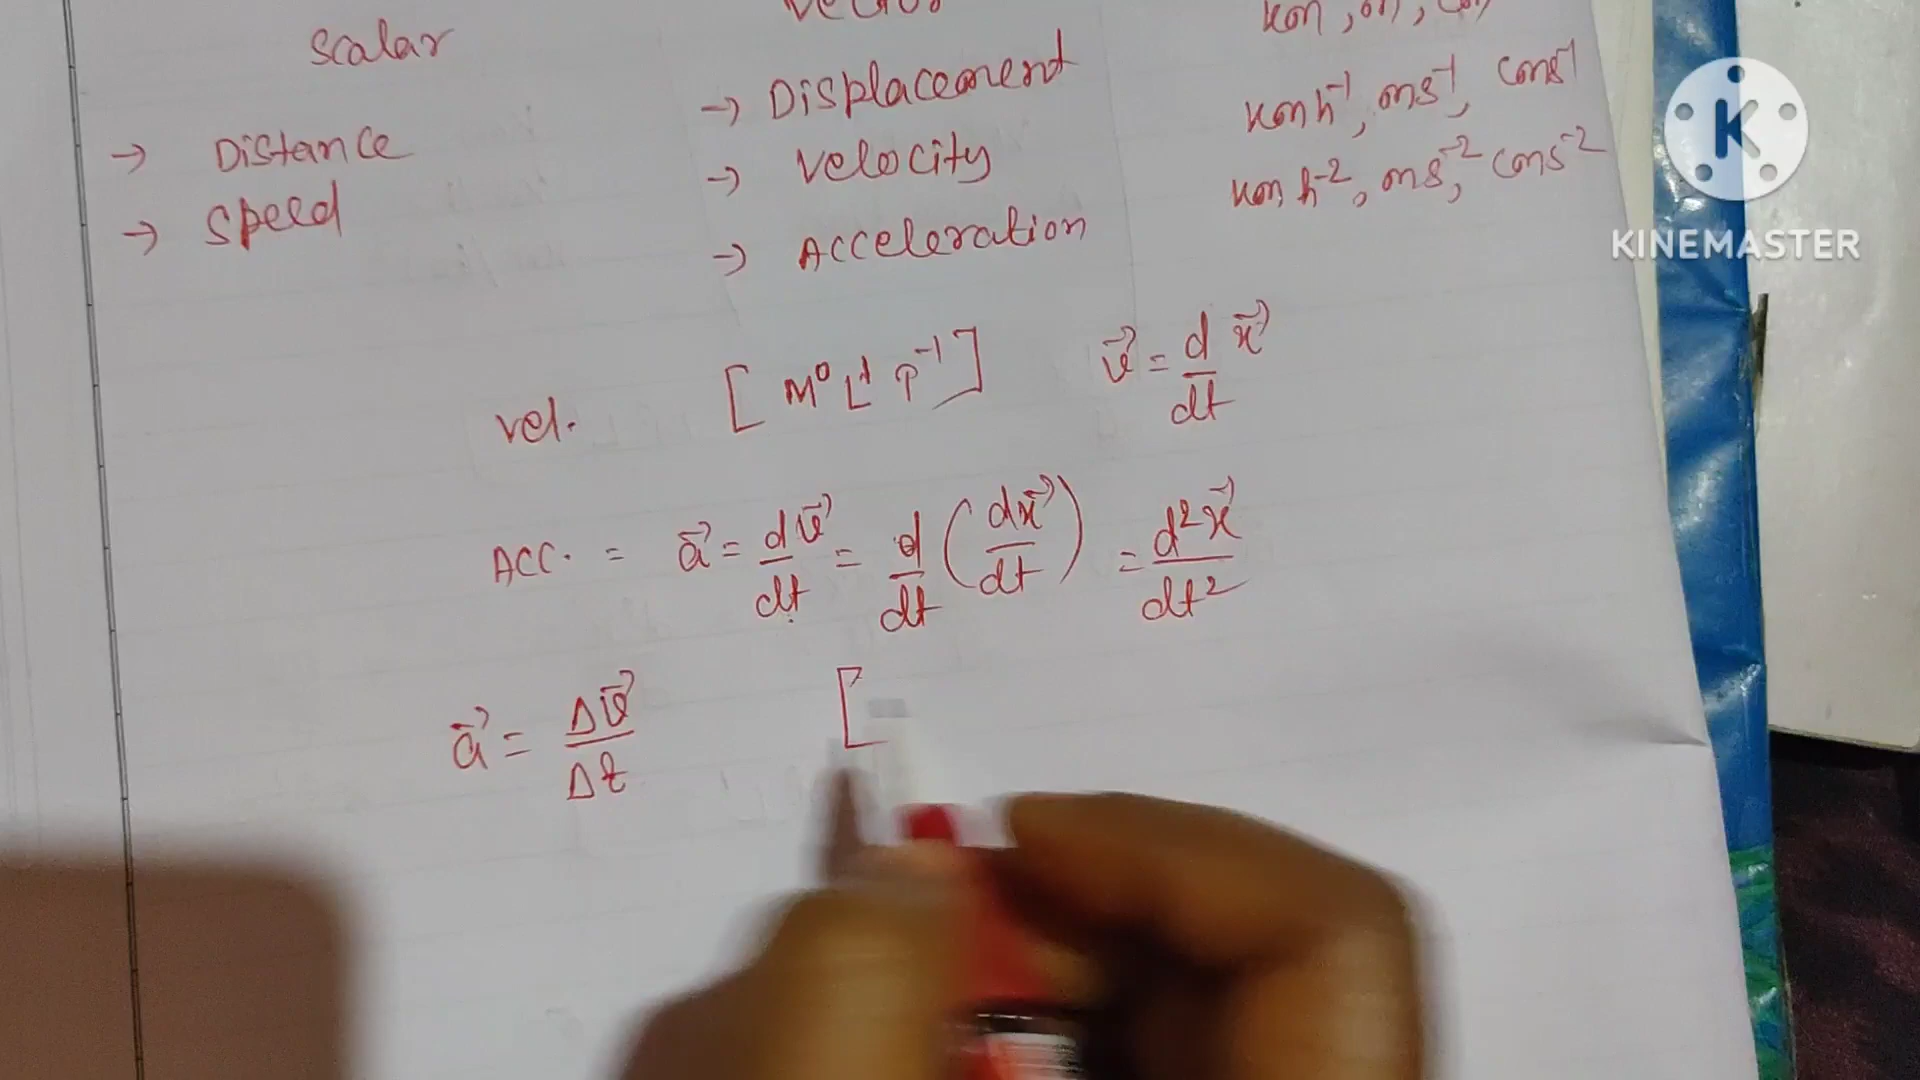 scalar
→ Distance → Displacement kmh⁻¹, ms⁻¹, cms⁻¹
→ speed → velocity kmh⁻², ms⁻², cms⁻²
→ Acceleration
KINEMASTER
vel. [M⁰ L¹ T⁻¹] v⃗ = d/dt x⃗
Acc. = a⃗ = dv⃗/dt = d/dt (dx⃗/dt) = d²x⃗/dt²
a⃗ = Δv⃗/Δt [